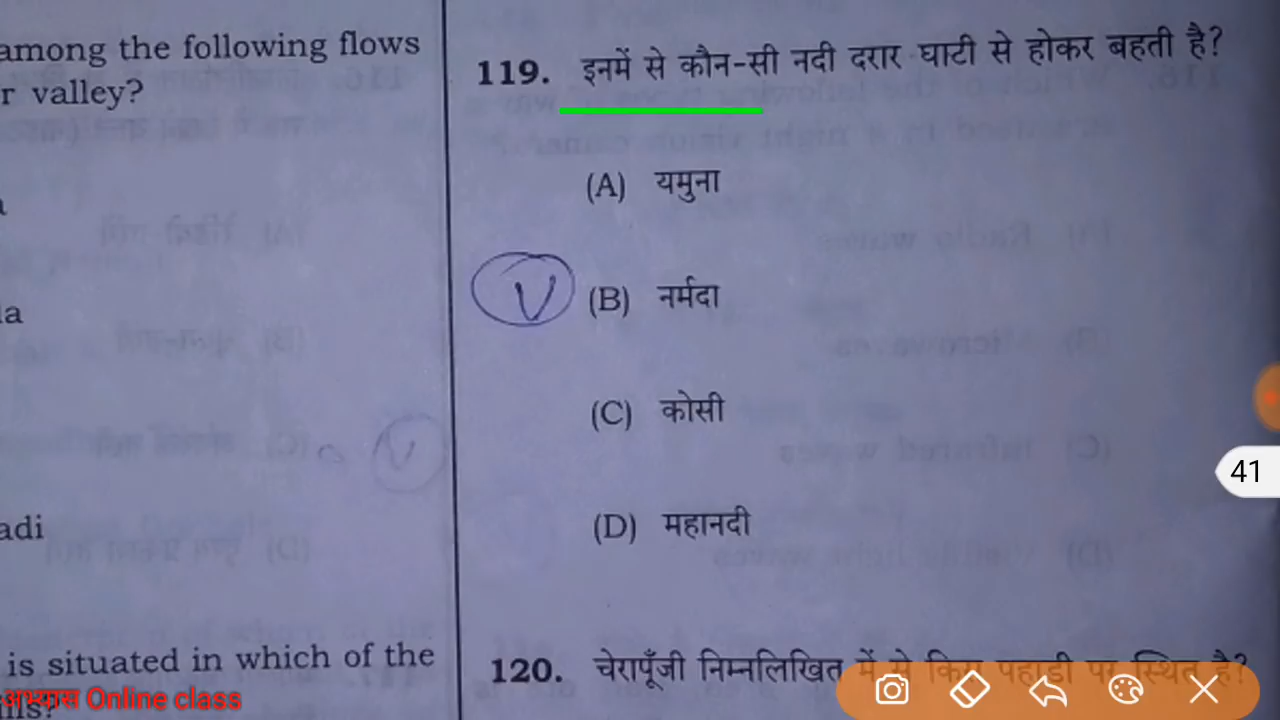 among the following flows
r valley?
la
adi
is situated in which of the
119. इनमें से कौन-सी नदी दरार घाटी से होकर बहती है?
(A) यमुना
V (B) नर्मदा
(C) कोसी
(D) महानदी
120. चेरापूँजी निम्नलिखित में से किस पहाड़ी पर स्थित है?
41
अभ्यास Online class